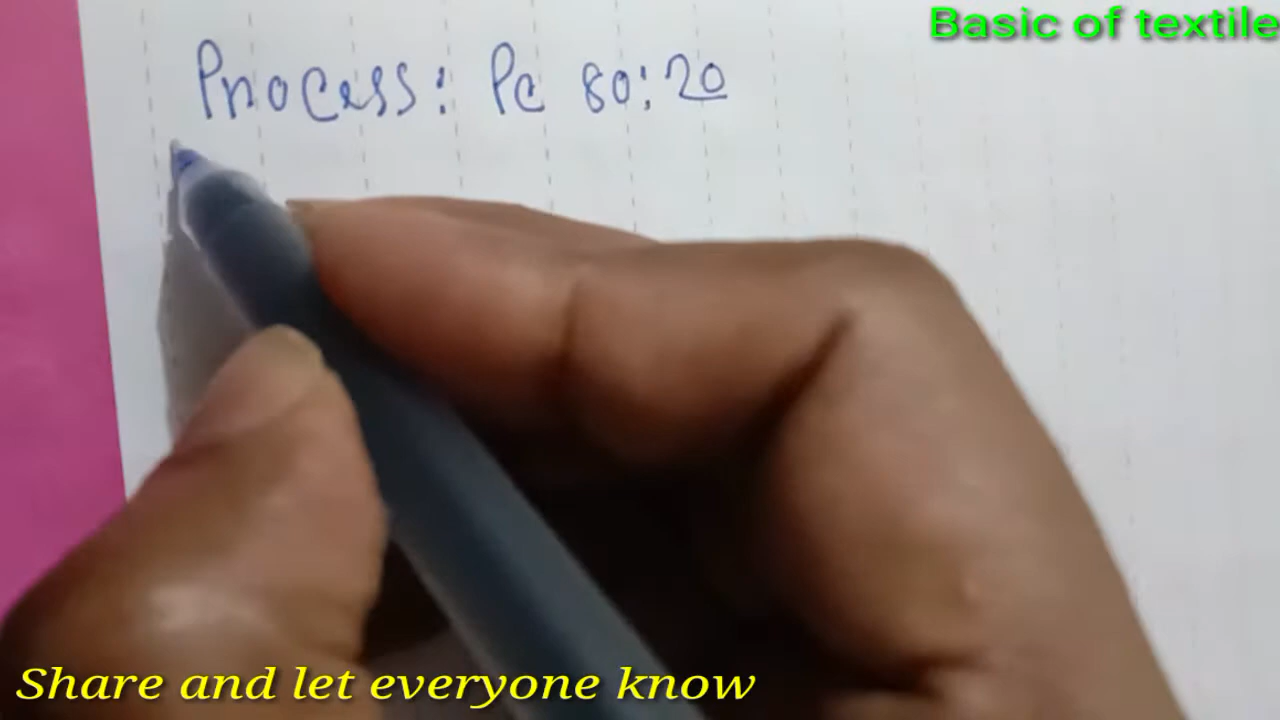 Basic of textile
Process: Pc 80:20
Share and let everyone know